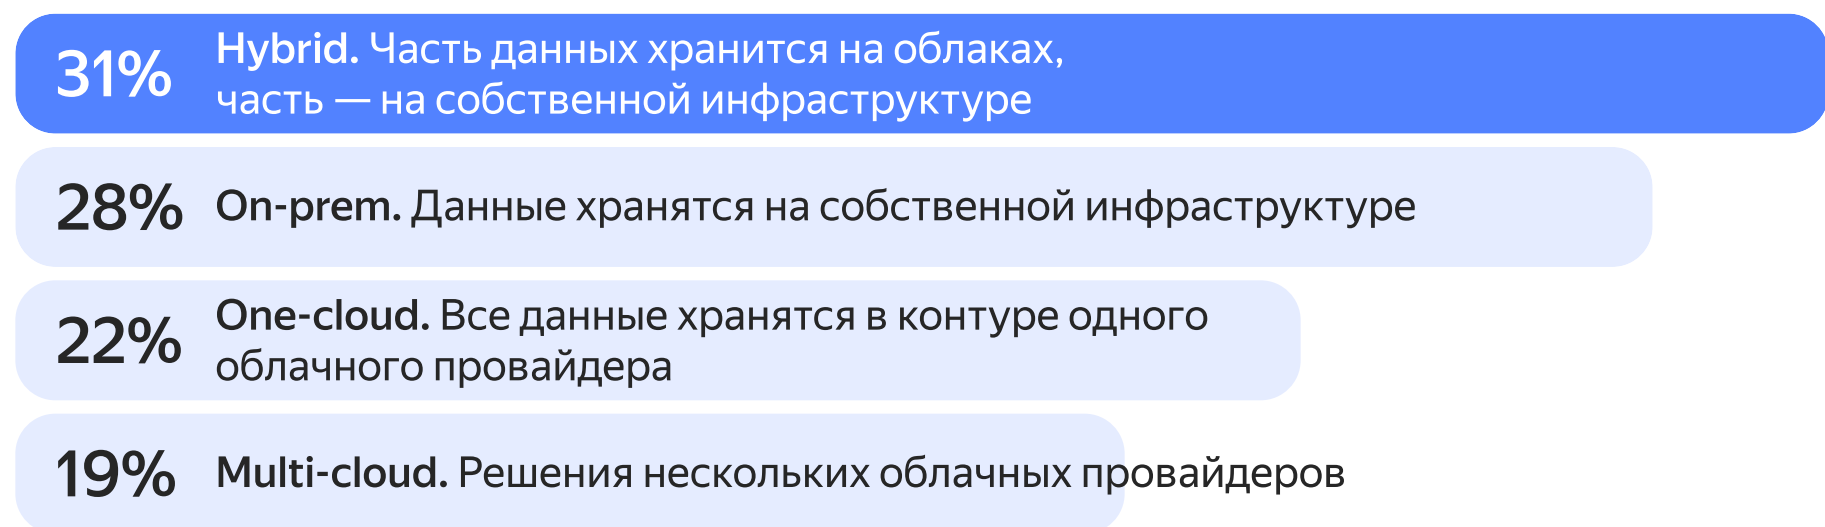 31%
Hybrid. Часть данных хранится на облаках,
часть — на собственной инфраструктуре
28%
On-prem. Данные хранятся на собственной инфраструктуре
22%
One-cloud. Все данные хранятся в контуре одного
облачного провайдера
19%
Multi-cloud. Решения нескольких облачных провайдеров